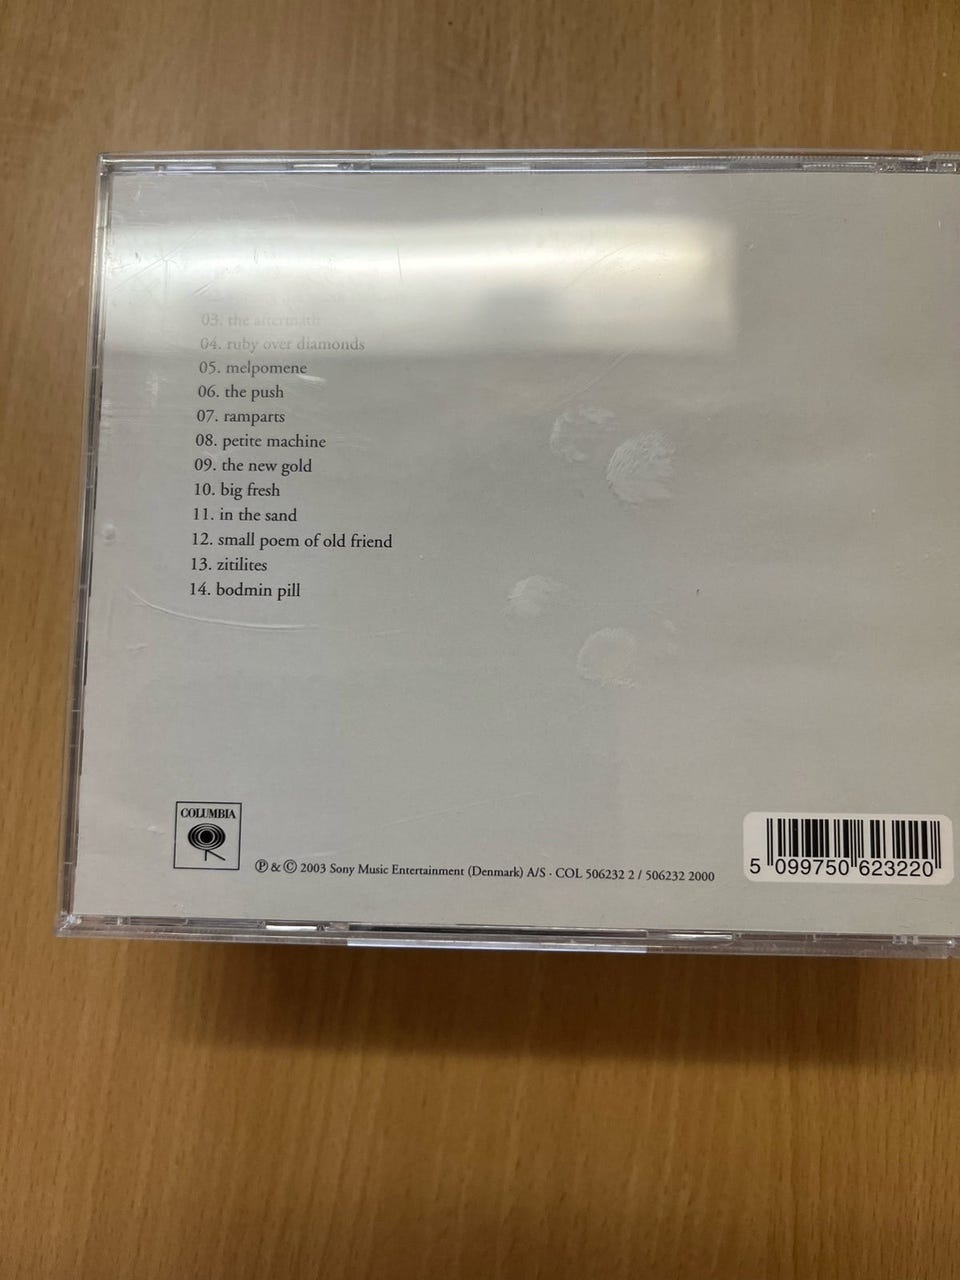 03. the aftermath
04. ruby over diamonds
05. melpomene
06. the push
07. ramparts
08. petite machine
09. the new gold
10. big fresh
11. in the sand
12. small poem of old friend
13. zitilites
14. bodmin pill
COLUMBIA
℗ & © 2003 Sony Music Entertainment (Denmark) A/S · COL 506232 2 / 506232 2000
5 099750 623220